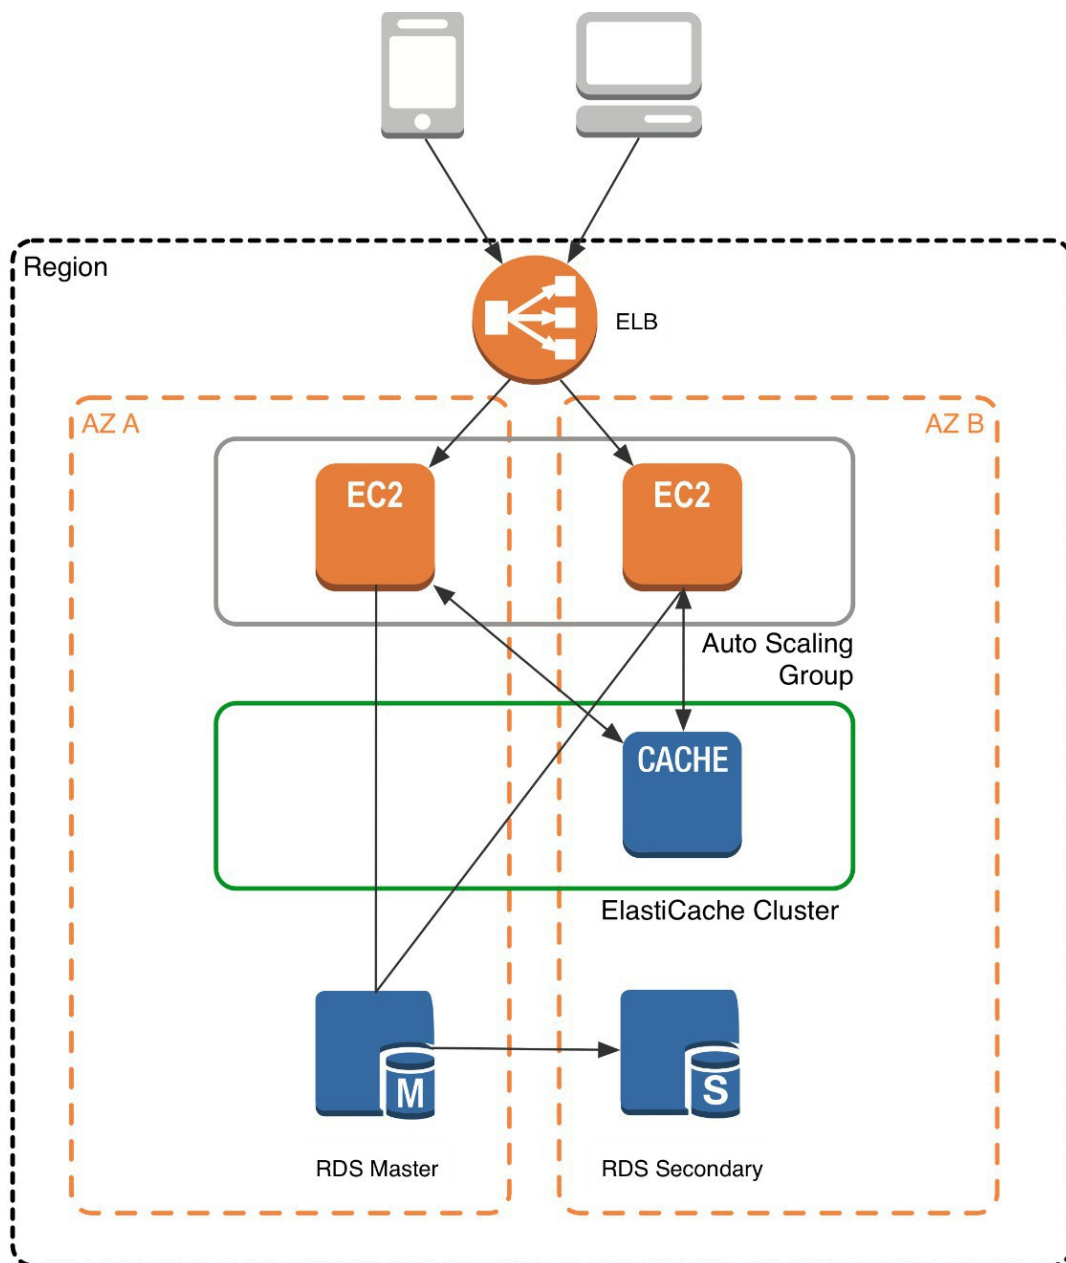 Region
ELB
AZ A
AZ B
EC2
EC2
Auto Scaling
Group
CACHE
ElastiCache Cluster
M
S
RDS Master
RDS Secondary